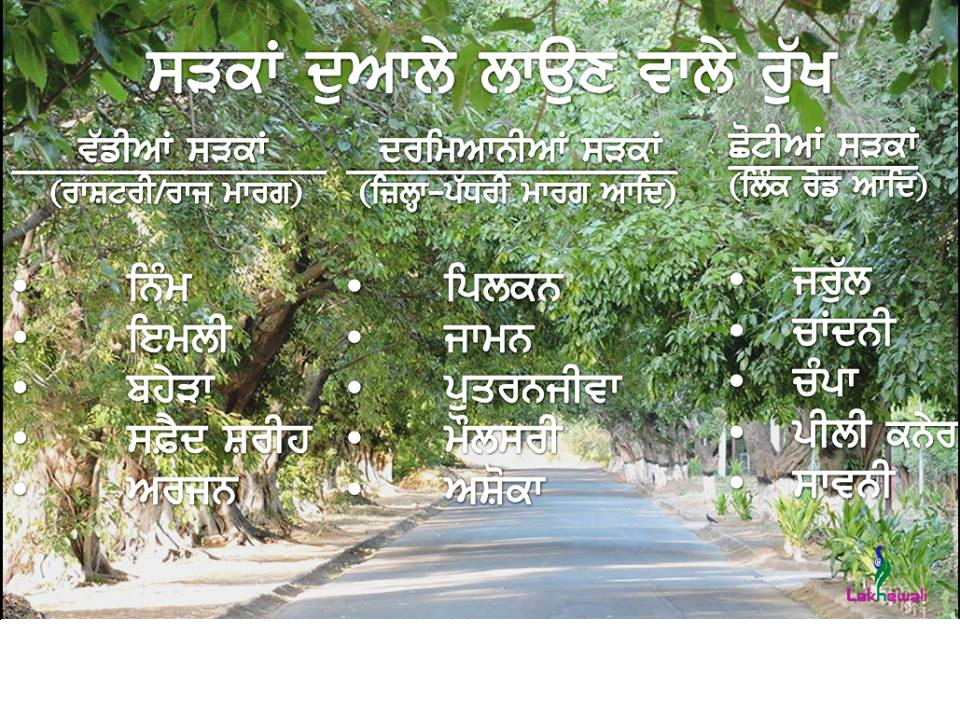 ਸੜਕਾਂ ਦੁਆਲੇ ਲਾਉਣ ਵਾਲੇ ਰੁੱਖ
ਵੱਡੀਆਂ ਸੜਕਾਂ
(ਰਾਸ਼ਟਰੀ/ਰਾਜ ਮਾਰਗ)
• ਨਿੰਮ
• ਇਮਲੀ
• ਬਹੇੜਾ
• ਸਫ਼ੈਦ ਸ਼ਰੀਹ
• ਅਰਜਨ
ਦਰਮਿਆਨੀਆਂ ਸੜਕਾਂ
(ਜ਼ਿਲ੍ਹਾ-ਪੱਧਰੀ ਮਾਰਗ ਆਦਿ)
• ਪਿਲਕਨ
• ਜਾਮਨ
• ਪੁਤਰਨਜੀਵਾ
• ਮੌਲਸਰੀ
• ਅਸ਼ੋਕਾ
ਛੋਟੀਆਂ ਸੜਕਾਂ
(ਲਿੰਕ ਰੋਡ ਆਦਿ)
• ਜਰੁੱਲ
• ਚਾਂਦਨੀ
• ਚੰਪਾ
• ਪੀਲੀ ਕਨੇਰ
• ਸਾਵਨੀ
Lakhewali